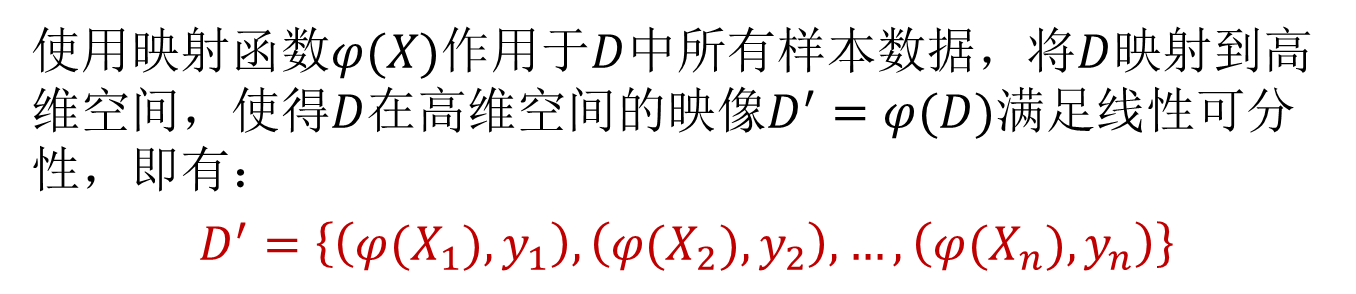 使用映射函数φ(X)作用于D中所有样本数据，将D映射到高
维空间，使得D在高维空间的映像D′ = φ(D)满足线性可分
性，即有：
D′ = {(φ(X₁), y₁), (φ(X₂), y₂), …, (φ(Xₙ), yₙ)}